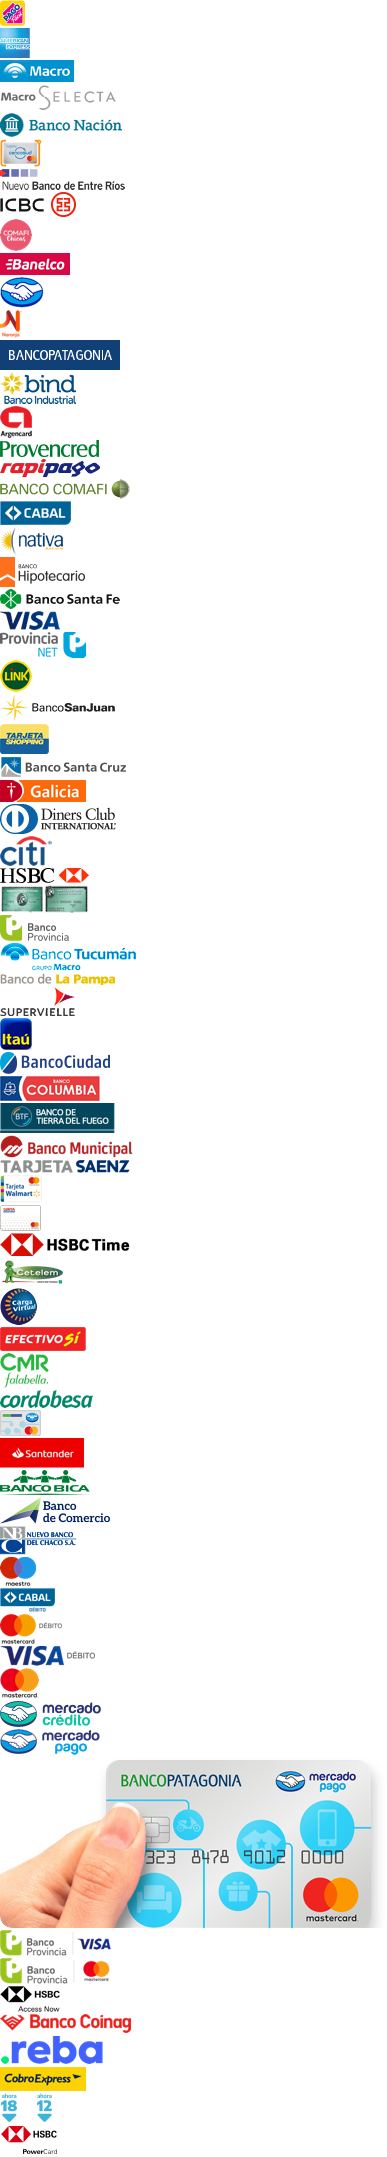 PAGO
fácil
AMERICAN
EXPRESS
Macro
Macro SELECTA
Banco Nación
cencosud
Nuevo Banco de Entre Ríos
ICBC
COMAFI
Chicas
Banelco
Naranja
BANCOPATAGONIA
bind
Banco Industrial
Argencard
Provencred
rapipago
BANCO COMAFI
CABAL
nativa
BANCO
Hipotecario
Banco Santa Fe
VISA
Provincia
NET
LINK
BancoSanJuan
TARJETA
SHOPPING
Banco Santa Cruz
Galicia
Diners Club
INTERNATIONAL®
citi®
HSBC
Banco
Provincia
Banco Tucumán
GRUPO Macro
Banco de La Pampa
SUPERVIELLE
Itaú
BancoCiudad
BANCO
COLUMBIA
BTF
BANCO DE
TIERRA DEL FUEGO
Banco Municipal
TARJETA SAENZ
Tarjeta
Walmart
HSBC Time
Cetelem
carga
virtual
EFECTIVO SÍ
CMR
falabella.
cordobesa
Santander
BANCO BICA
Banco
de Comercio
NB
C
NUEVO BANCO
DEL CHACO S.A.
maestro
CABAL
DÉBITO
DÉBITO
mastercard
VISA DÉBITO
mastercard
mercado
crédito
mercado
pago
BANCOPATAGONIA
mercado
pago
323 8478 9012 0000
mastercard
Banco
Provincia
VISA
Banco
Provincia
mastercard
HSBC
Access Now
Banco Coinag
.reba
CobroExpress
ahora
18
ahora
12
HSBC
PowerCard